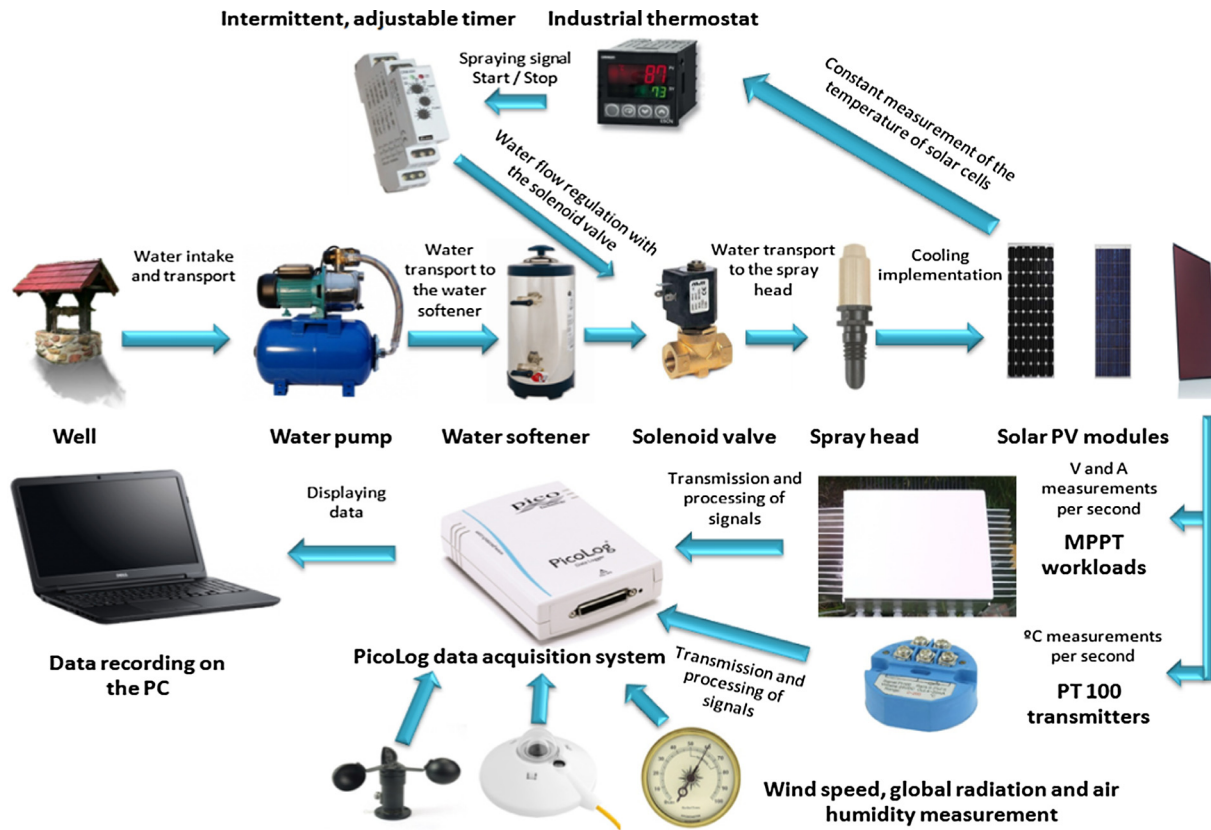 Intermittent, adjustable timer
Industrial thermostat
Spraying signal
Start / Stop
87
73
Constant measurement of the
temperature of solar cells
Water flow regulation with
the solenoid valve
Water intake
and transport
Water
transport to
the water
softener
Water transport
to the spray
head
Cooling
implementation
Well
Water pump
Water softener
Solenoid valve
Spray head
Solar PV modules
Displaying
data
pico
PicoLog
Data Logger
Transmission and
processing of
signals
V and A
measurements
per second
MPPT
workloads
DELL
Data recording on
the PC
PicoLog data acquisition system
Transmission and
processing of
signals
ºC measurements
per second
PT 100
transmitters
Wind speed, global radiation and air
humidity measurement